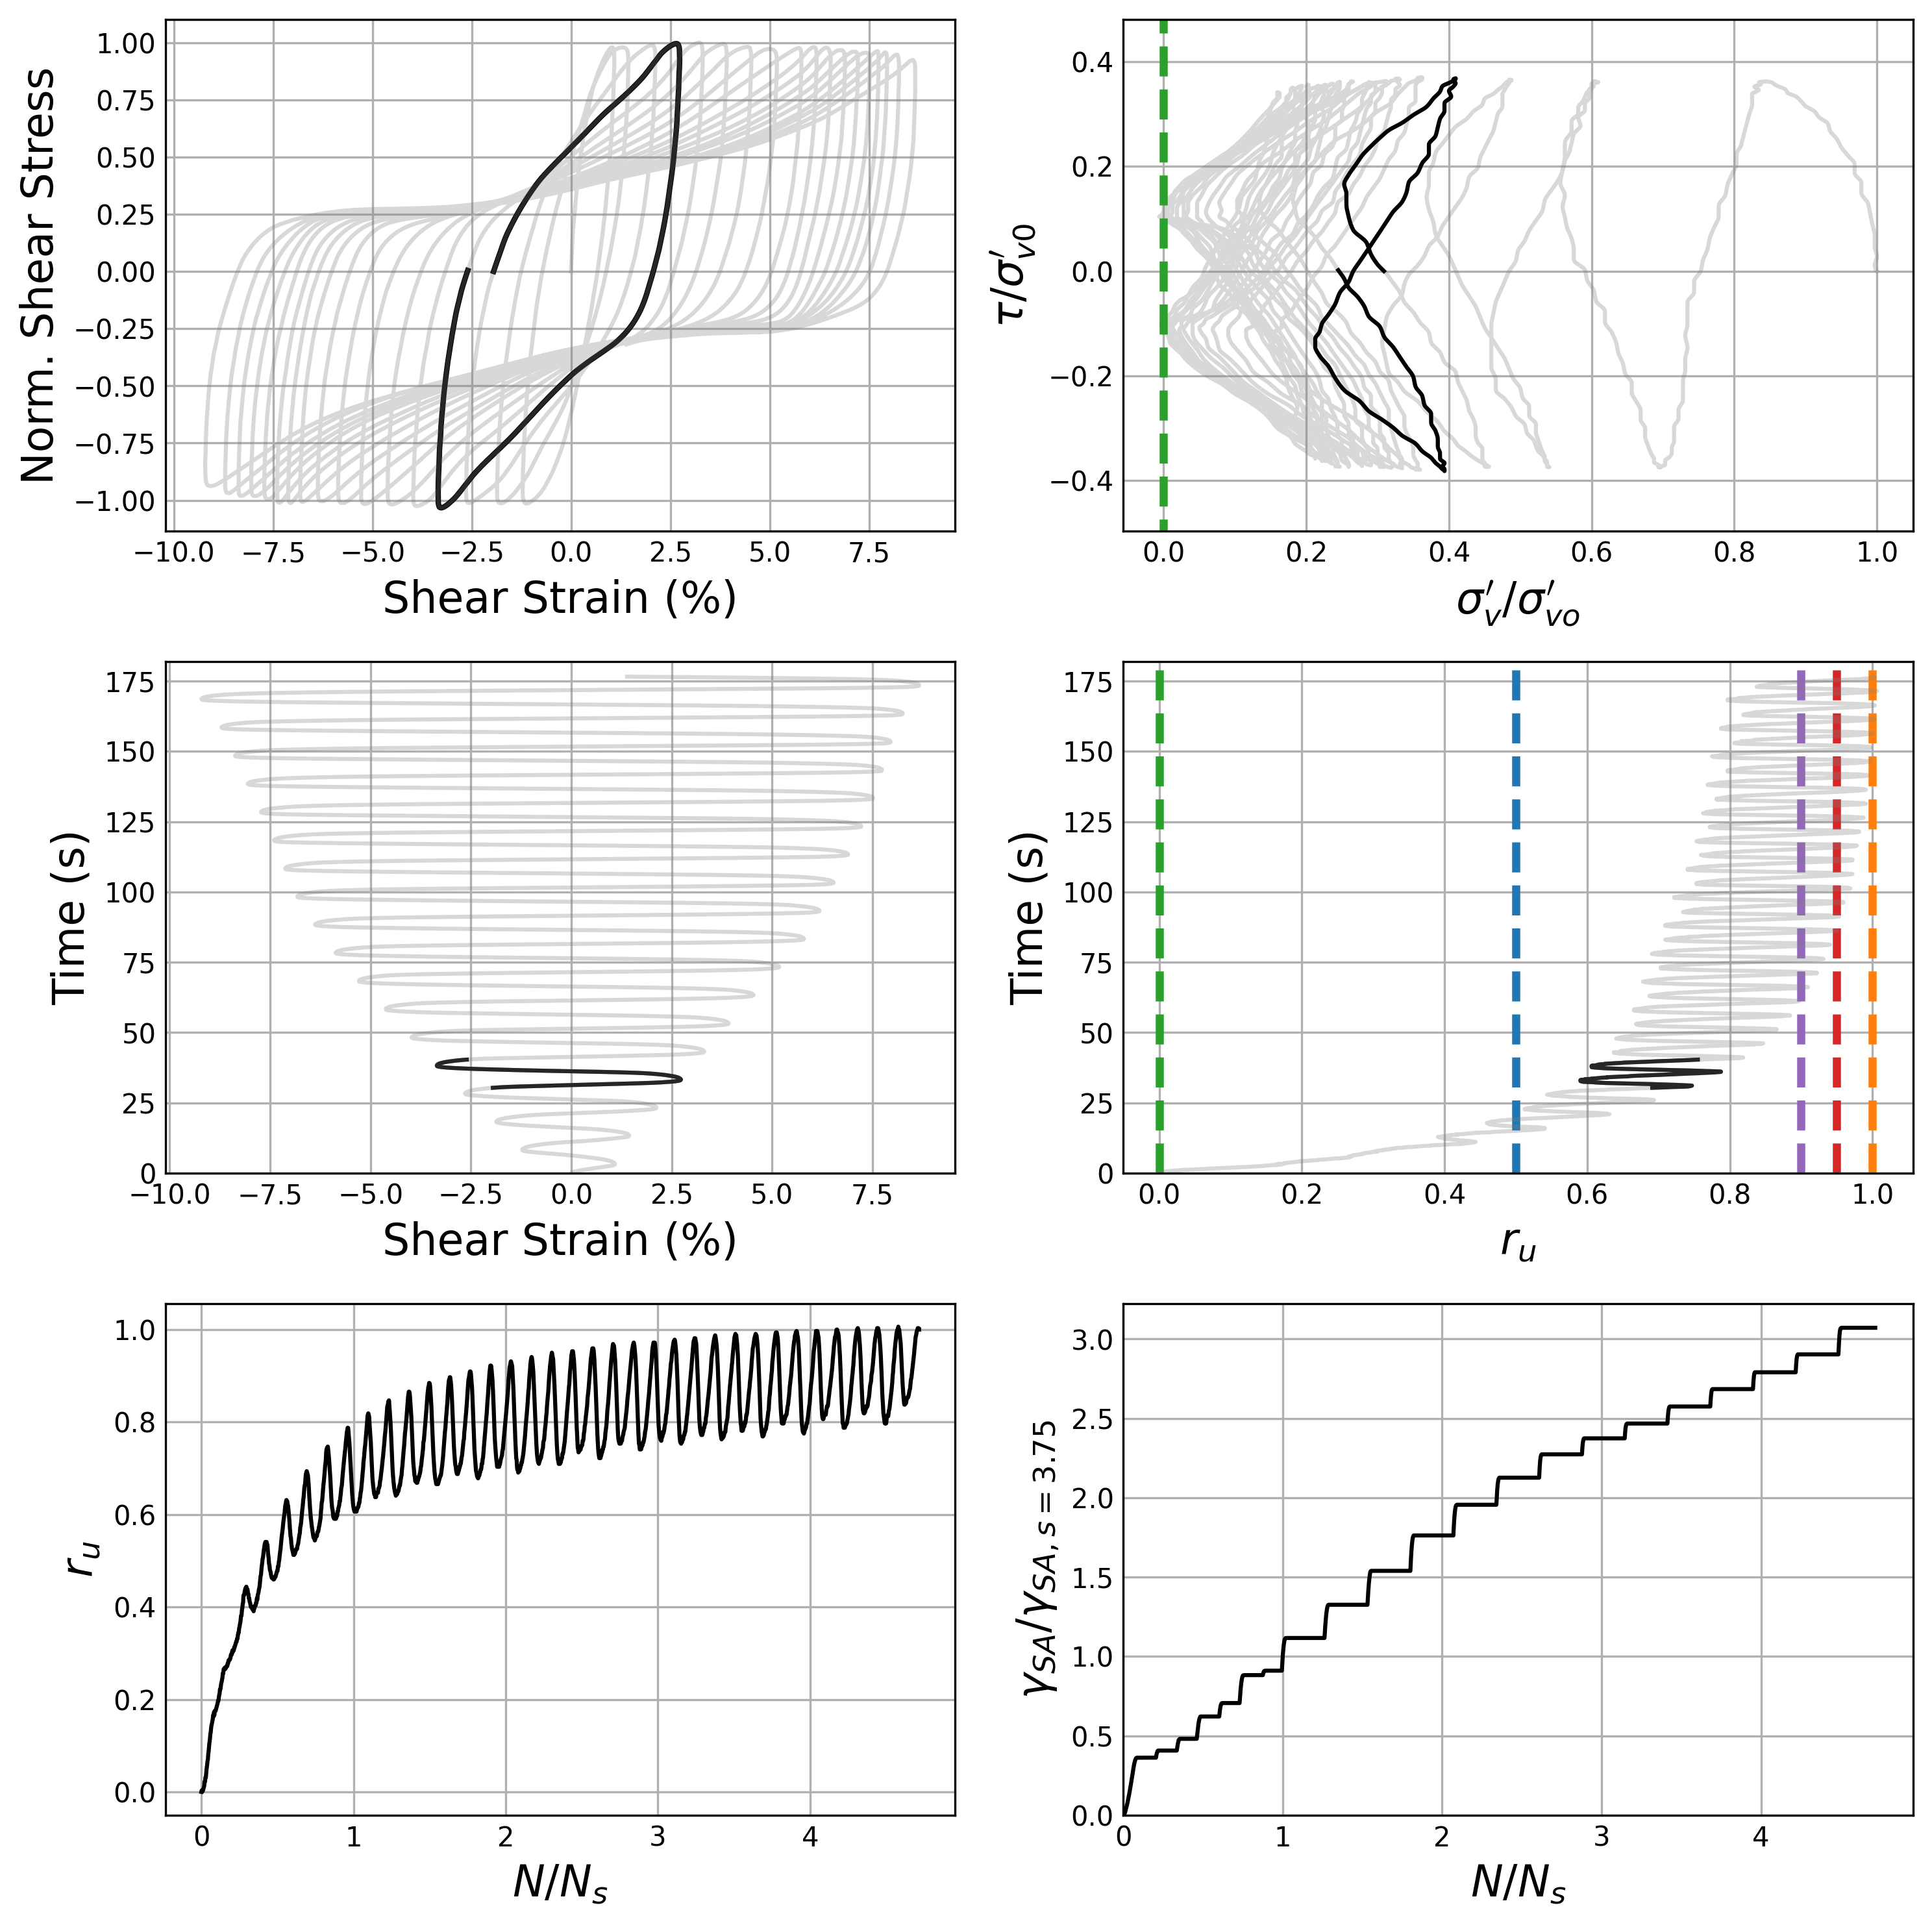 1.00
0.75
0.50
0.25
0.00
−0.25
−0.50
−0.75
−1.00
Norm. Shear Stress
−10.0 −7.5 −5.0 −2.5 0.0 2.5 5.0 7.5
Shear Strain (%)
0.4
0.2
0.0
−0.2
−0.4
τ/σ′v0
0.0 0.2 0.4 0.6 0.8 1.0
σ′v/σ′vo
175
150
125
100
75
50
25
0
Time (s)
−10.0 −7.5 −5.0 −2.5 0.0 2.5 5.0 7.5
Shear Strain (%)
175
150
125
100
75
50
25
0
Time (s)
0.0 0.2 0.4 0.6 0.8 1.0
ru
1.0
0.8
0.6
0.4
0.2
0.0
ru
0 1 2 3 4
N/Ns
3.0
2.5
2.0
1.5
1.0
0.5
0.0
γSA/γSA, s = 3.75
0 1 2 3 4
N/Ns